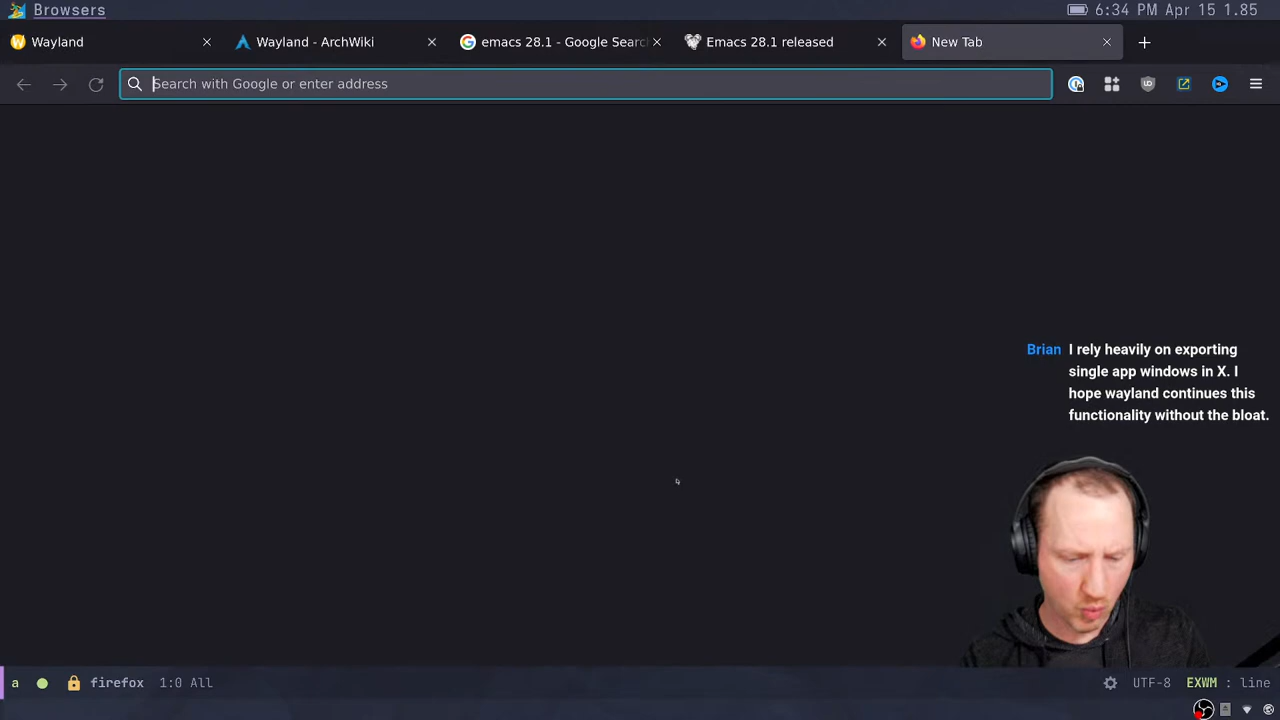 Browsers
6:34 PM Apr 15 1.85
Wayland
Wayland - ArchWiki
emacs 28.1 - Google Searc
Emacs 28.1 released
New Tab
Search with Google or enter address
Brian I rely heavily on exporting
single app windows in X. I
hope wayland continues this
functionality without the bloat.
a firefox 1:0 All
UTF-8 EXWM : line